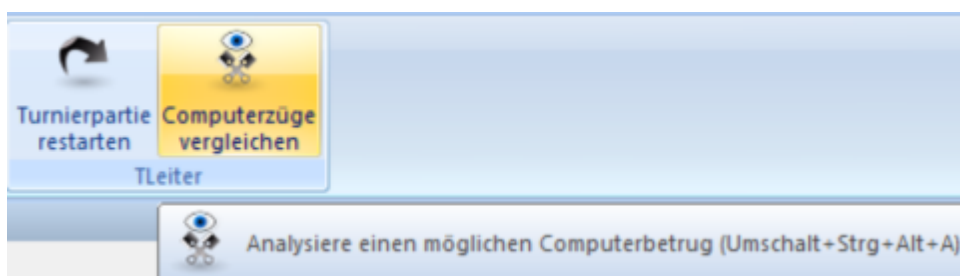 Turnierpartie
restarten
Computerzüge
vergleichen
TLeiter
Analysiere einen möglichen Computerbetrug (Umschalt+Strg+Alt+A)